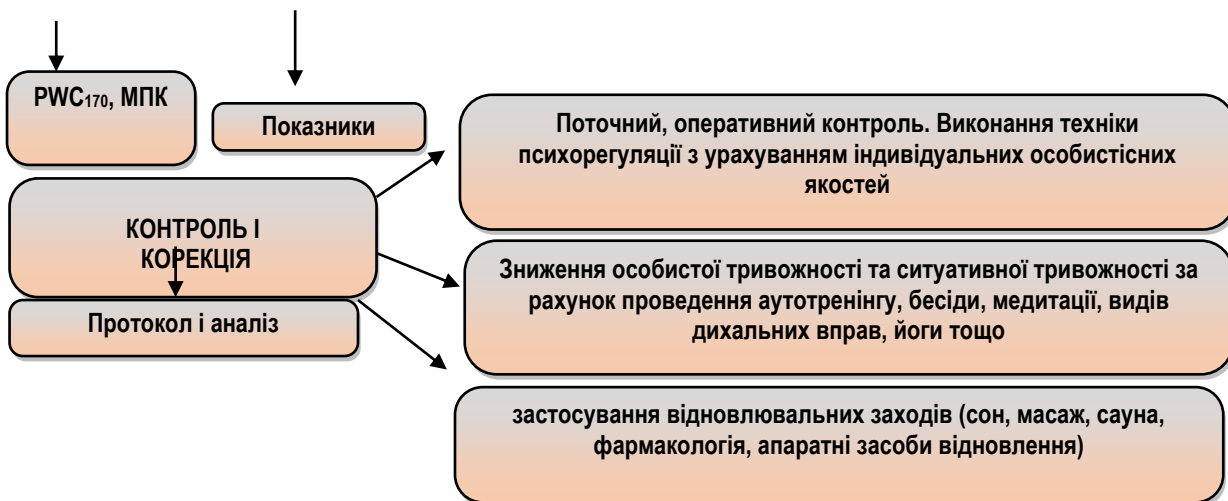 PWC₁₇₀, МПК
Показники
Поточний, оперативний контроль. Виконання техніки
психорегуляції з урахуванням індивідуальних особистісних
якостей
КОНТРОЛЬ І
КОРЕКЦІЯ
Зниження особистої тривожності та ситуативної тривожності за
рахунок проведення аутотренінгу, бесіди, медитації, видів
дихальних вправ, йоги тощо
Протокол і аналіз
застосування відновлювальних заходів (сон, масаж, сауна,
фармакологія, апаратні засоби відновлення)